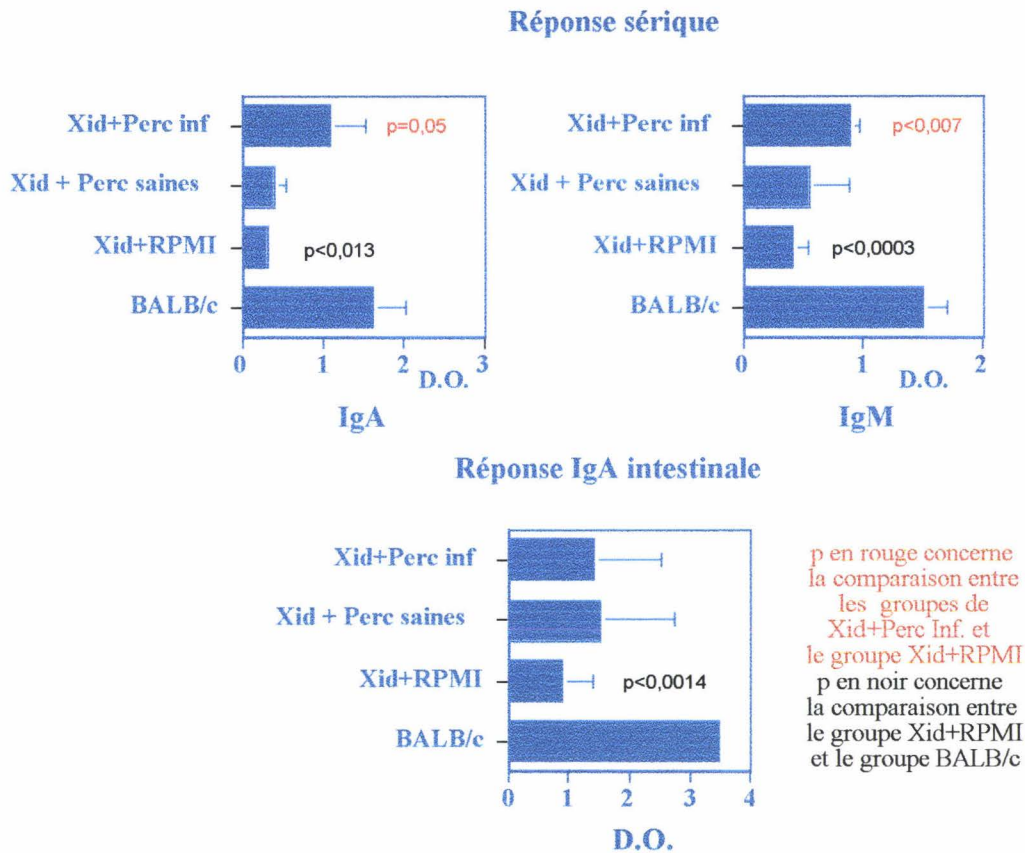 Réponse sérique
Xid+Perc inf
p=0,05
Xid + Perc saines
Xid+RPMI
p<0,013
BALB/c
0 1 2 3
D.O.
IgA
Xid+Perc inf
p<0,007
Xid + Perc saines
Xid+RPMI
p<0,0003
BALB/c
0 1 2
D.O.
IgM
Réponse IgA intestinale
Xid+Perc inf
Xid + Perc saines
Xid+RPMI
p<0,0014
BALB/c
0 1 2 3 4
D.O.
p en rouge concerne
la comparaison entre
les groupes de
Xid+Perc Inf. et
le groupe Xid+RPMI
p en noir concerne
la comparaison entre
le groupe Xid+RPMI
et le groupe BALB/c